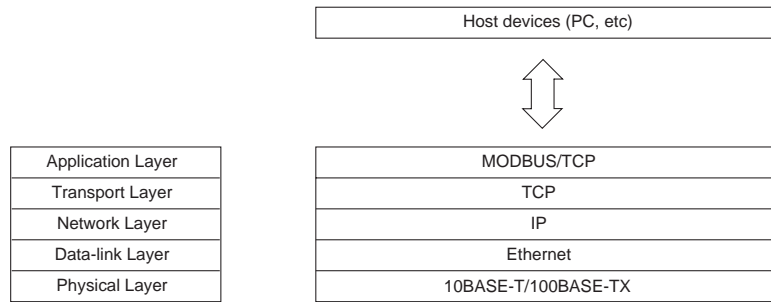 Host devices (PC, etc)
Application Layer
MODBUS/TCP
Transport Layer
TCP
Network Layer
IP
Data-link Layer
Ethernet
Physical Layer
10BASE-T/100BASE-TX